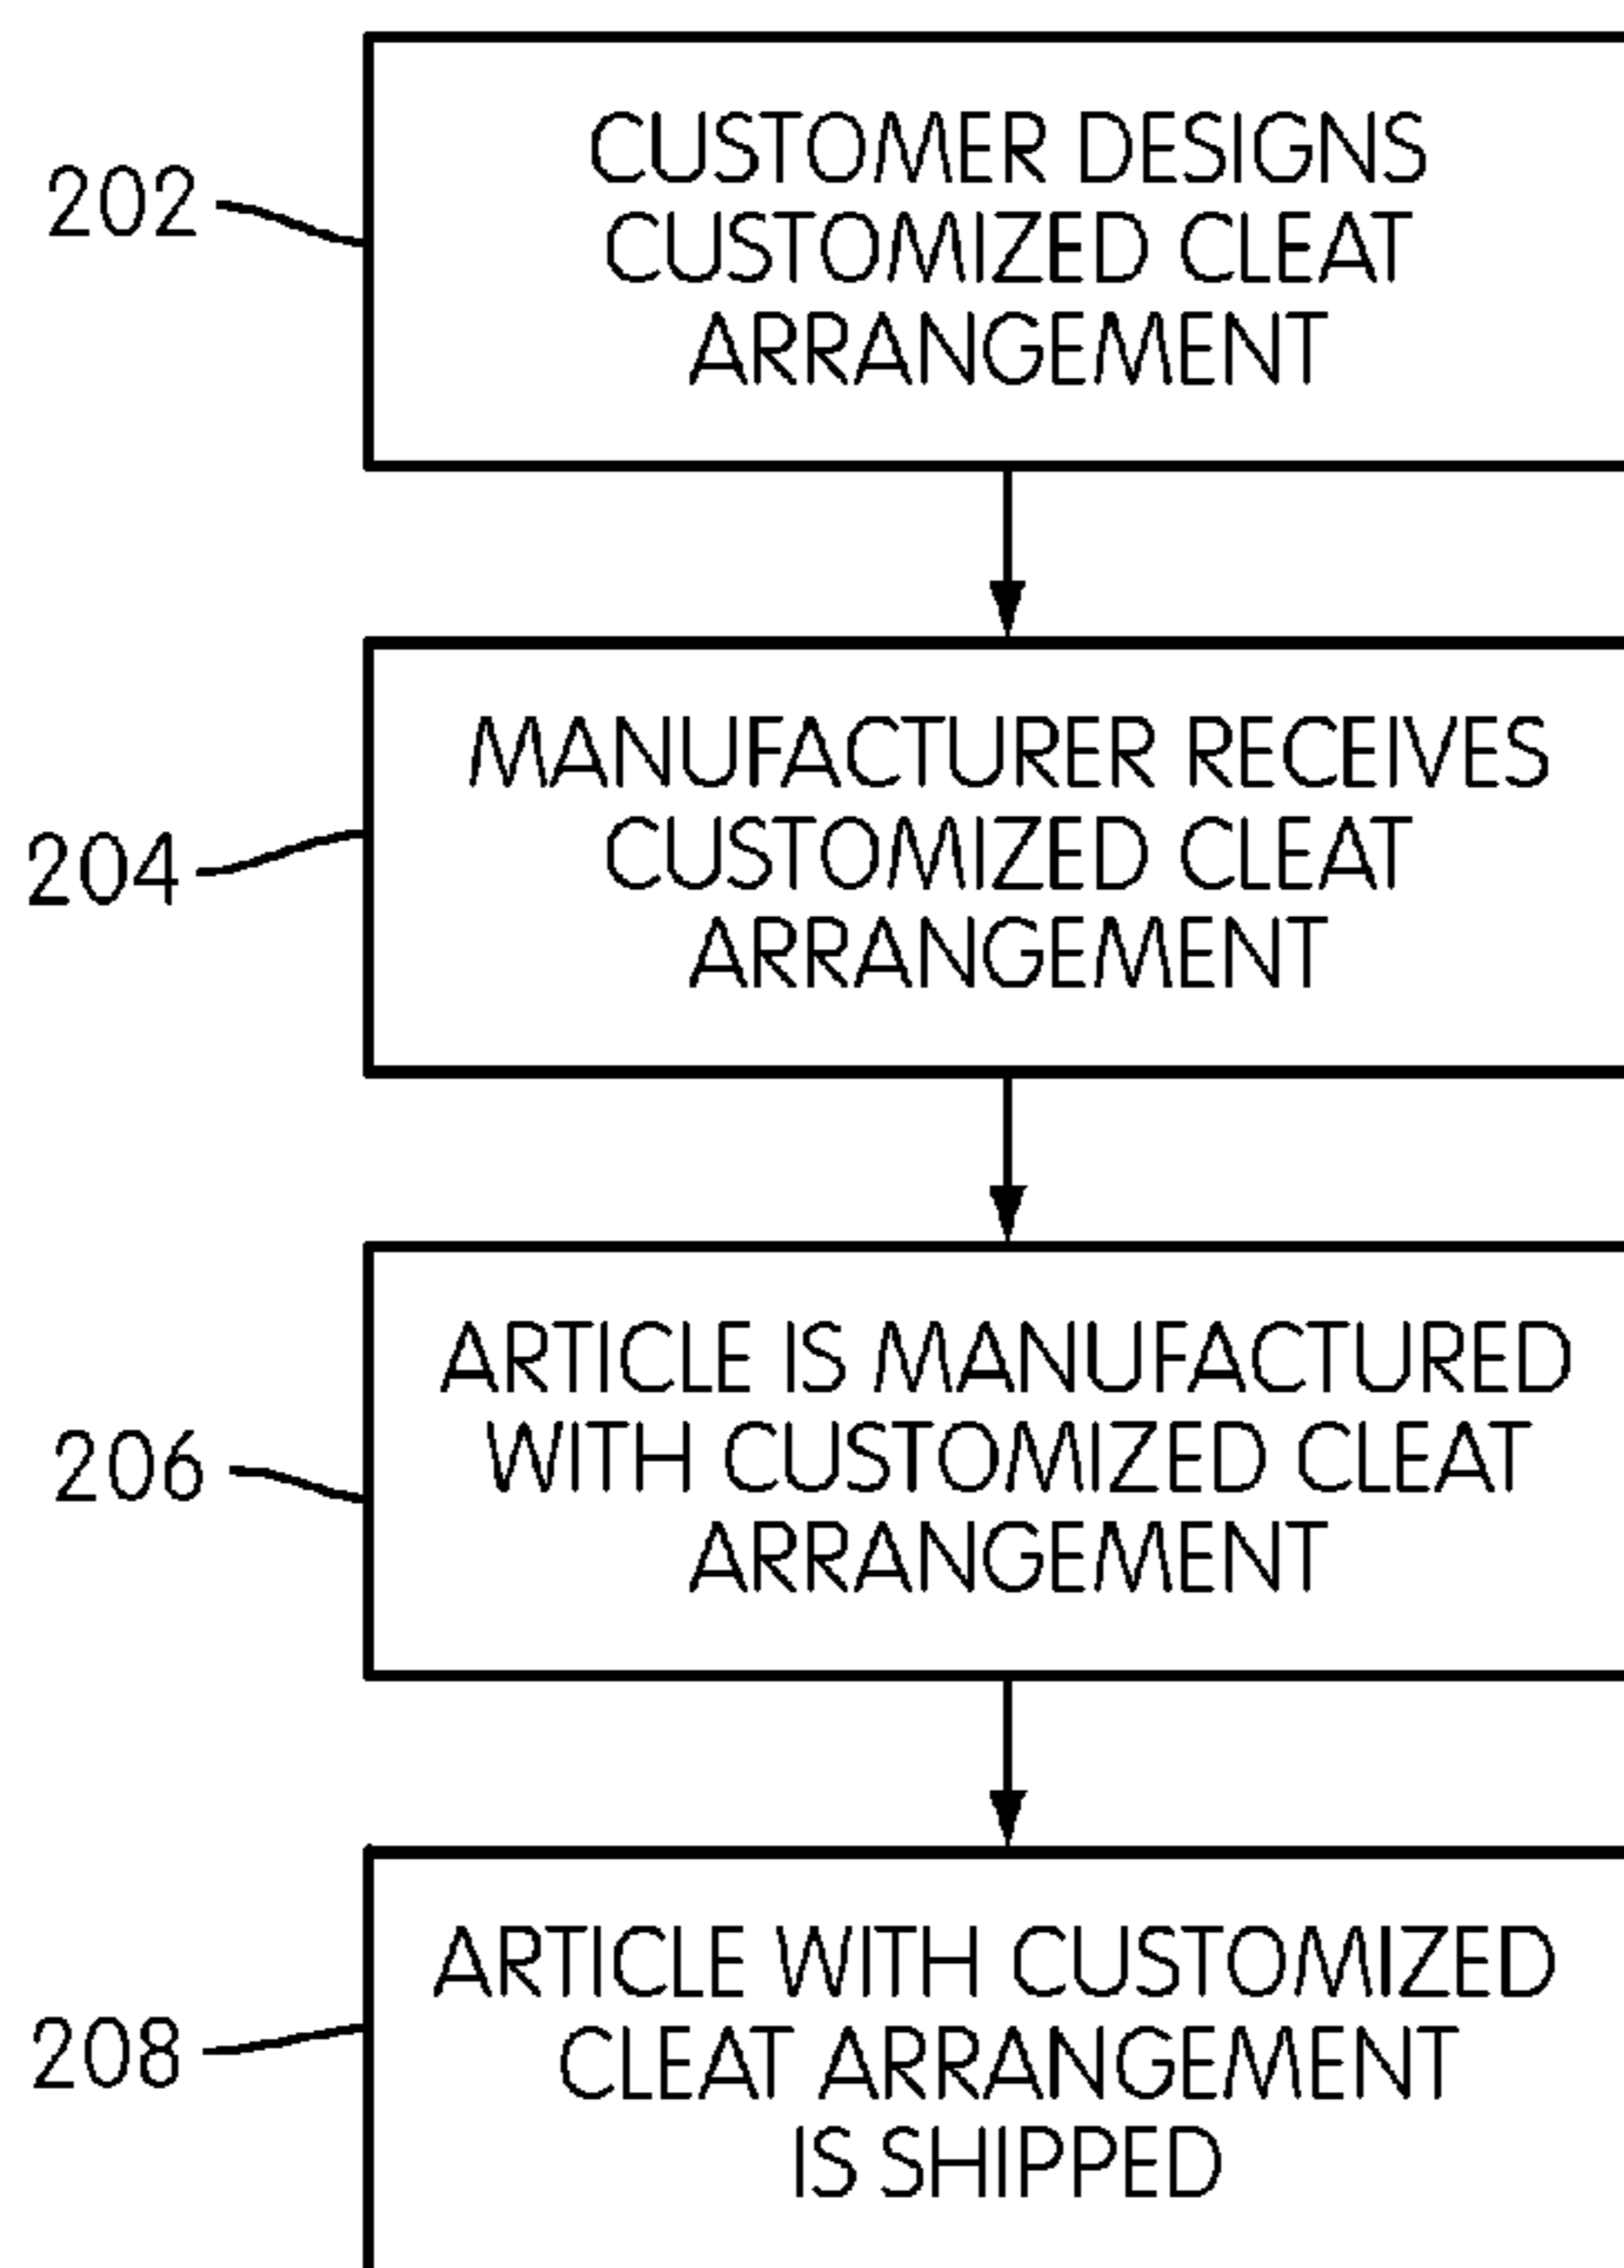 202
CUSTOMER DESIGNS
CUSTOMIZED CLEAT
ARRANGEMENT
204
MANUFACTURER RECEIVES
CUSTOMIZED CLEAT
ARRANGEMENT
206
ARTICLE IS MANUFACTURED
WITH CUSTOMIZED CLEAT
ARRANGEMENT
208
ARTICLE WITH CUSTOMIZED
CLEAT ARRANGEMENT
IS SHIPPED